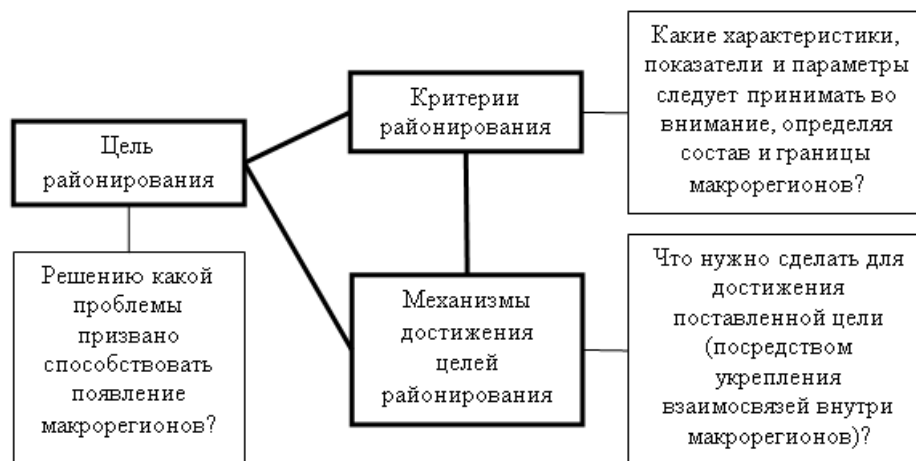 Цель
районирования
Решению какой
проблемы
призвано
способствовать
появление
макрорегионов?
Критерии
районирования
Механизмы
достижения
целей
районирования
Какие характеристики,
показатели и параметры
следует принимать во
внимание, определяя
состав и границы
макрорегионов?
Что нужно сделать для
достижения
поставленной цели
(посредством
укрепления
взаимосвязей внутри
макрорегионов)?